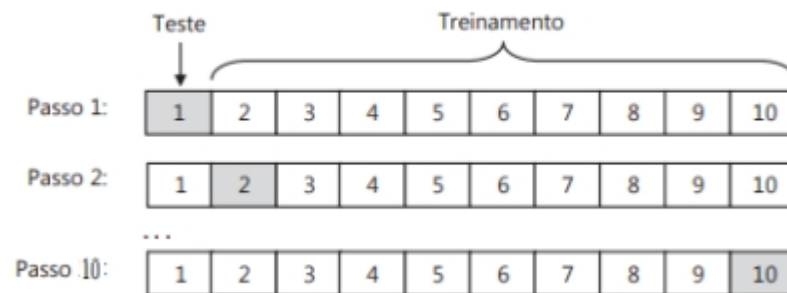 Teste Treinamento
Passo 1: 1 2 3 4 5 6 7 8 9 10
Passo 2: 1 2 3 4 5 6 7 8 9 10
...
Passo 10: 1 2 3 4 5 6 7 8 9 10